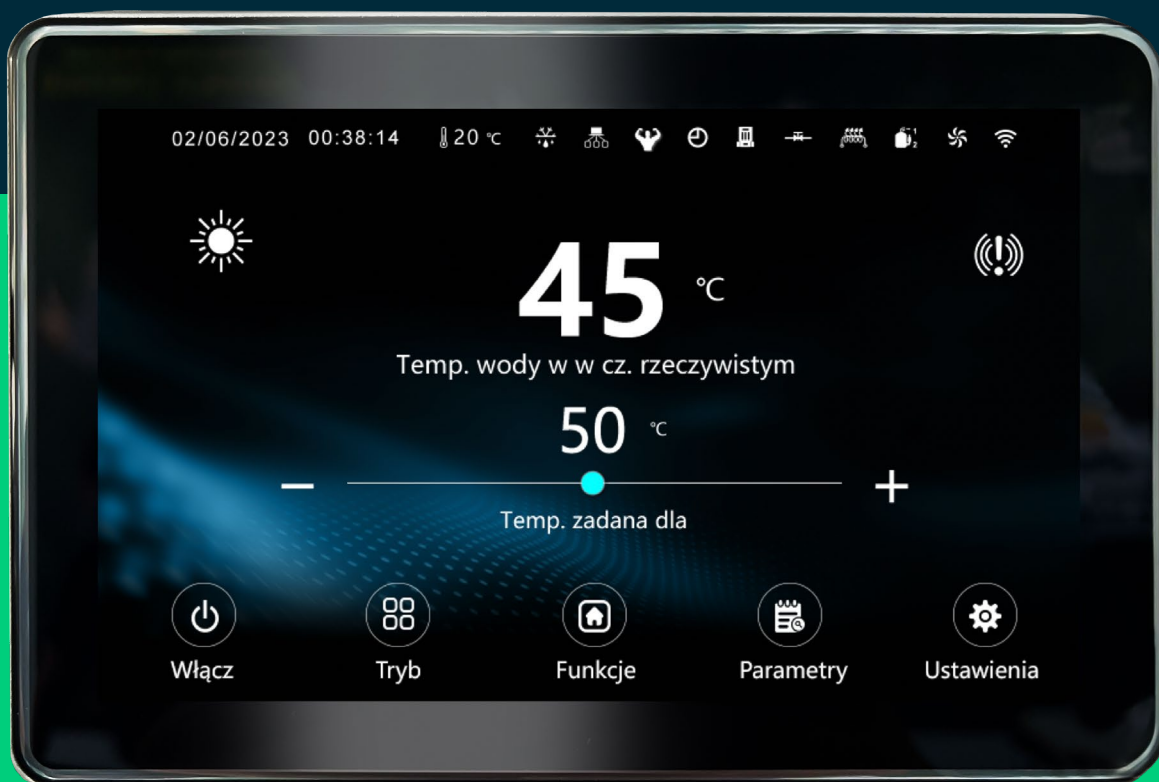 02/06/2023 00:38:14 20 °C
45 °C
Temp. wody w w cz. rzeczywistym
50 °C
Temp. zadana dla
Włącz Tryb Funkcje Parametry Ustawienia